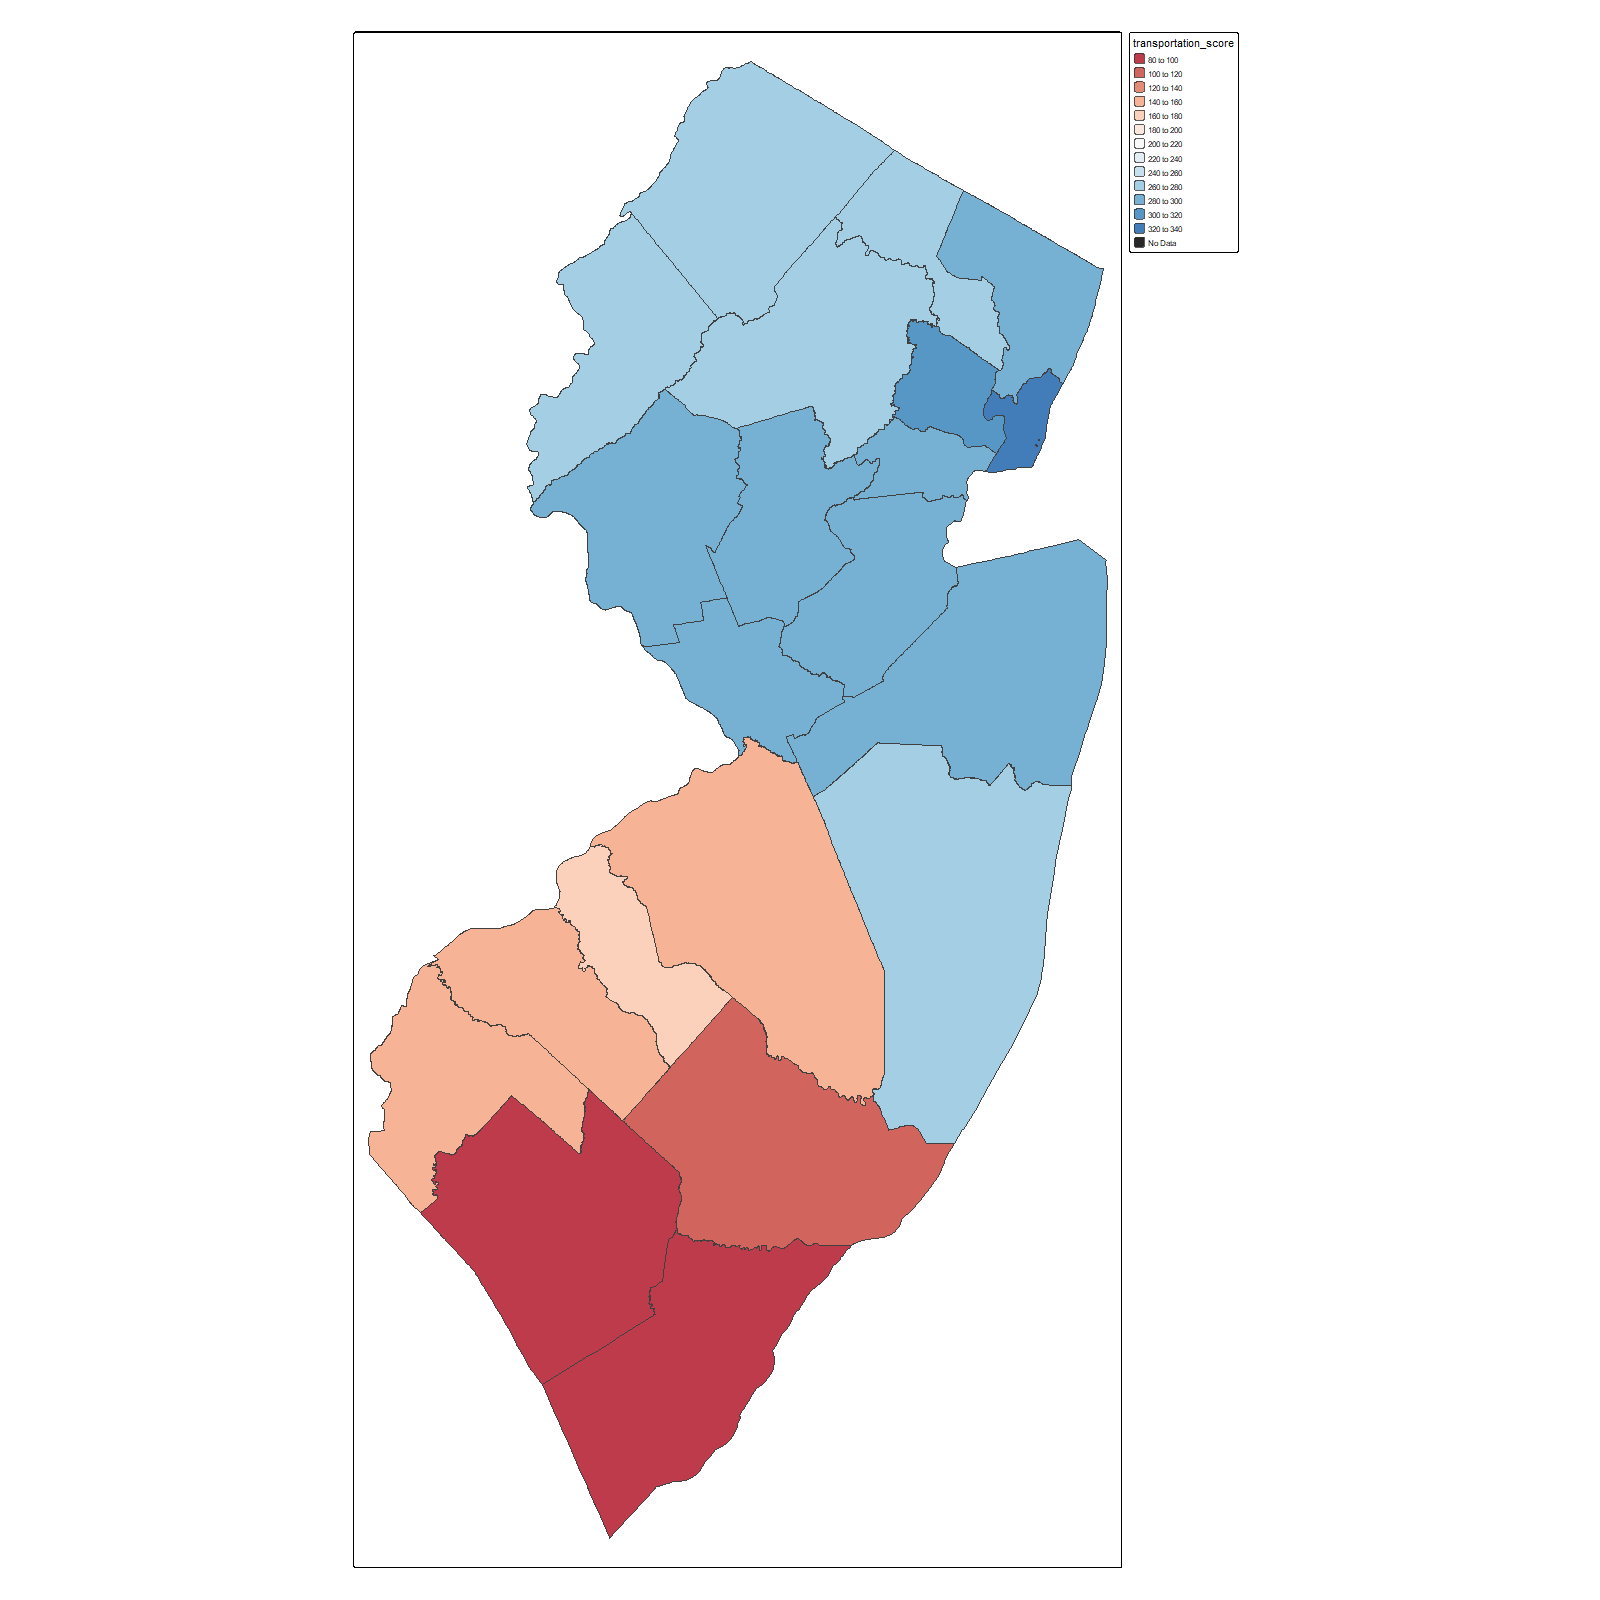 transportation_score
80 to 100
100 to 120
120 to 140
140 to 160
160 to 180
180 to 200
200 to 220
220 to 240
240 to 260
260 to 280
280 to 300
300 to 320
320 to 340
No Data